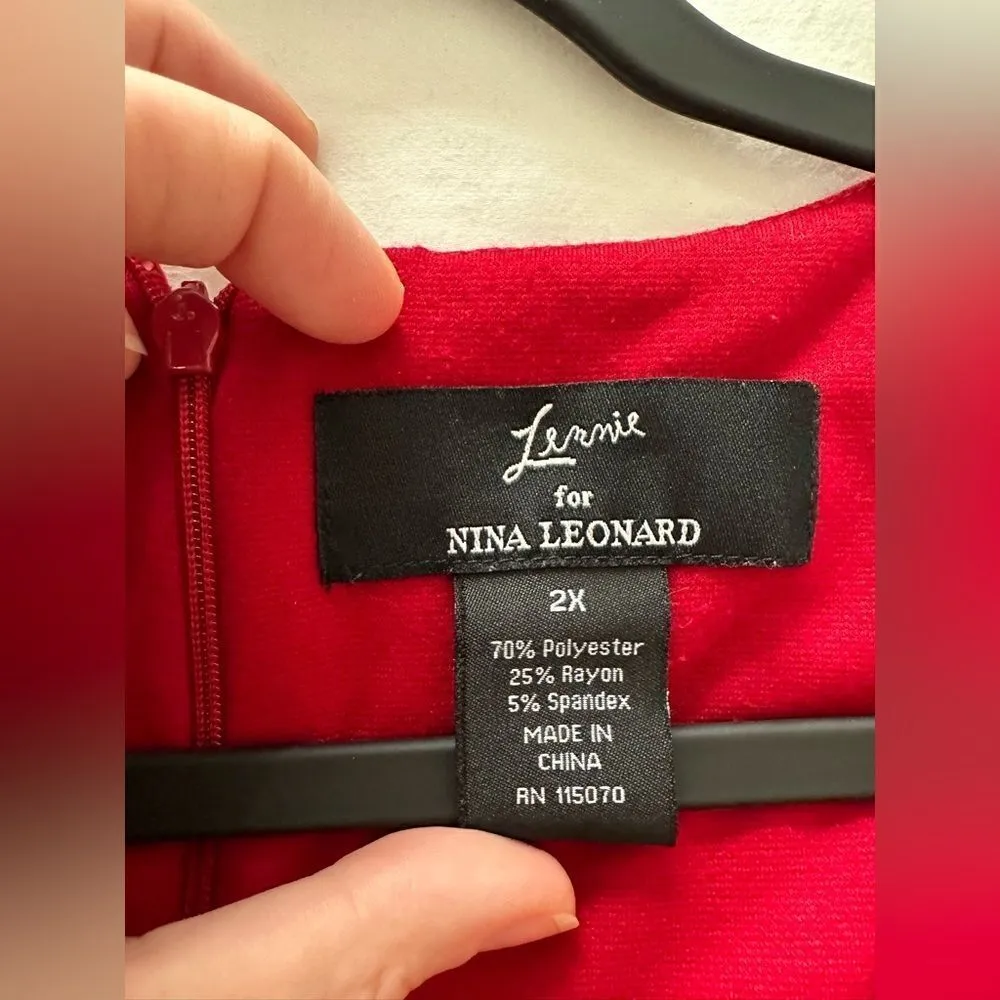 Lennie
for
NINA LEONARD
2X
70% Polyester
25% Rayon
5% Spandex
MADE IN
CHINA
RN 115070